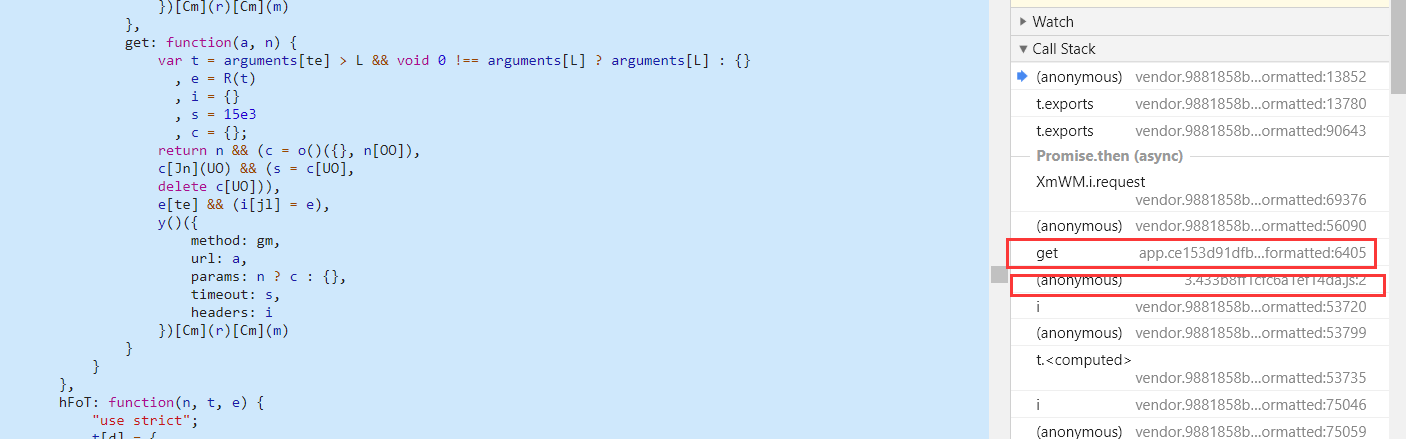 })[Cm](r)[Cm](m)
},
get: function(a, n) {
var t = arguments[te] > L && void 0 !== arguments[L] ? arguments[L] : {}
, e = R(t)
, i = {}
, s = 15e3
, c = {};
return n && (c = o()({}, n[OO]),
c[Jn](UO) && (s = c[UO],
delete c[UO])),
e[te] && (i[jl] = e),
y()({
method: gm,
url: a,
params: n ? c : {},
timeout: s,
headers: i
})[Cm](r)[Cm](m)
}
}
},
hFoT: function(n, t, e) {
"use strict";
t[d] = {
Watch
Call Stack
(anonymous) vendor.9881858b...ormatted:13852
t.exports vendor.9881858b...ormatted:13780
t.exports vendor.9881858b...ormatted:90643
Promise.then (async)
XmWM.i.request
vendor.9881858b...ormatted:69376
(anonymous) vendor.9881858b...ormatted:56090
get app.ce153d91dfb...formatted:6405
(anonymous) 3.433b8ff1cfc6a1ef14da.js:2
i vendor.9881858b...ormatted:53720
(anonymous) vendor.9881858b...ormatted:53799
t.<computed>
vendor.9881858b...ormatted:53735
i vendor.9881858b...ormatted:75046
(anonymous) vendor.9881858b...ormatted:75059